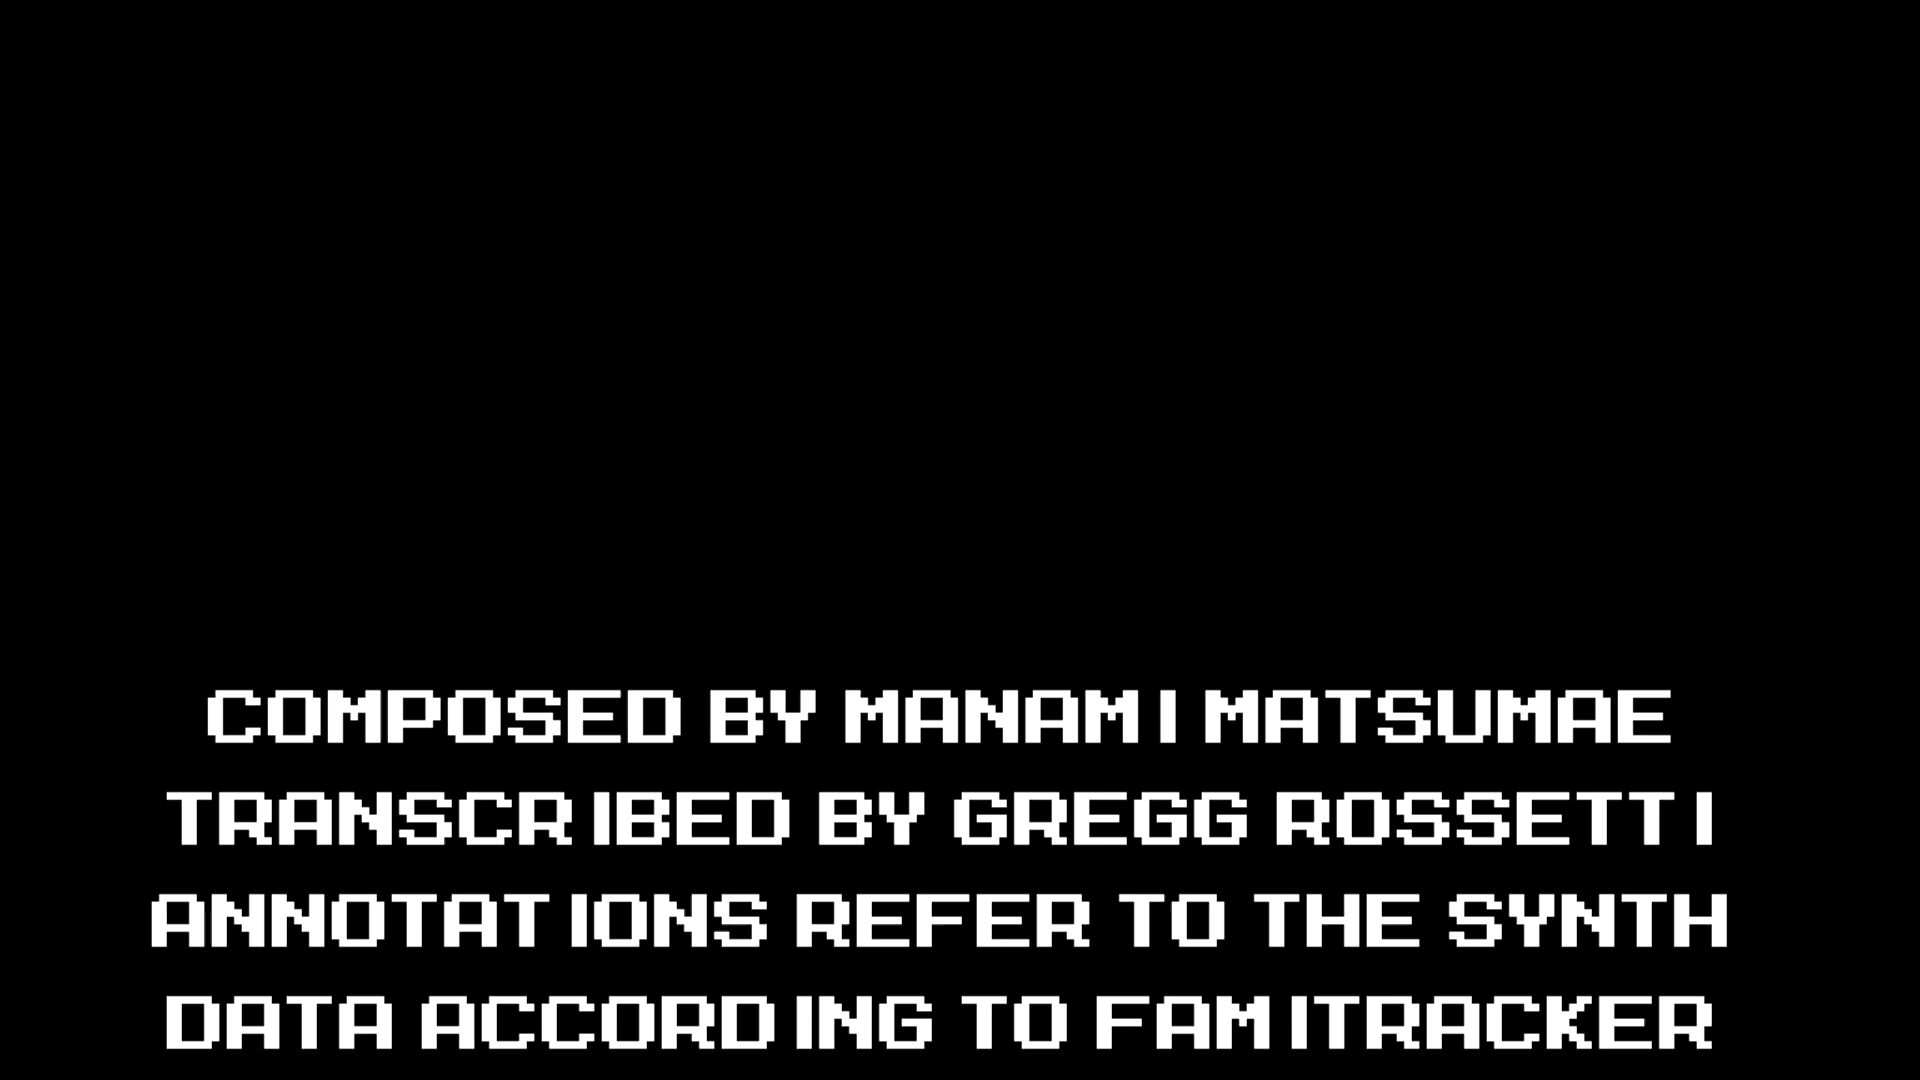 COMPOSED BY MANAMI MATSUMAE
TRANSCRIBED BY GREGG ROSSETTI
ANNOTATIONS REFER TO THE SYNTH
DATA ACCORDING TO FAMITRACKER